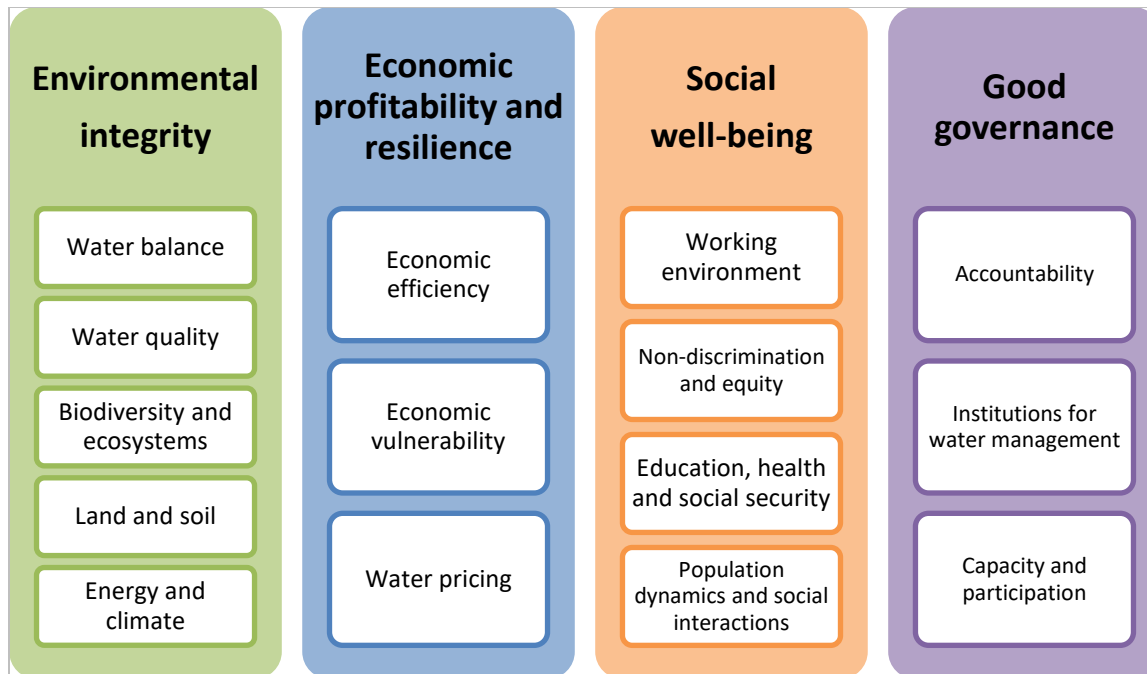 Environmental
integrity
Water balance
Water quality
Biodiversity and
ecosystems
Land and soil
Energy and
climate
Economic
profitability and
resilience
Economic
efficiency
Economic
vulnerability
Water pricing
Social
well-being
Working
environment
Non-discrimination
and equity
Education, health
and social security
Population
dynamics and social
interactions
Good
governance
Accountability
Institutions for
water management
Capacity and
participation